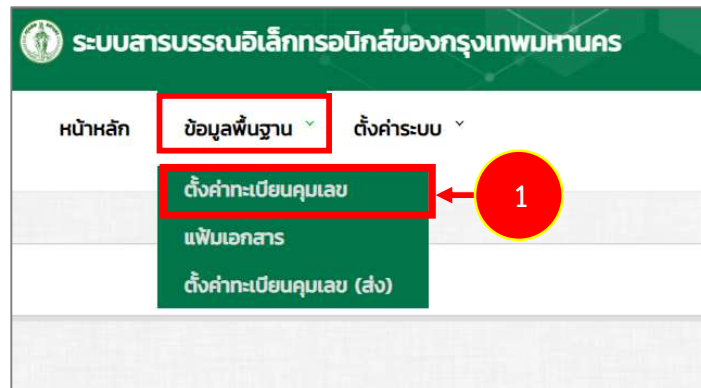 ระบบสารบรรณอิเล็กทรอนิกส์ของกรุงเทพมหานคร
หน้าหลัก ข้อมูลพื้นฐาน ตั้งค่าระบบ
ตั้งค่าทะเบียนคุมเลข
1
แฟ้มเอกสาร
ตั้งค่าทะเบียนคุมเลข (ส่ง)